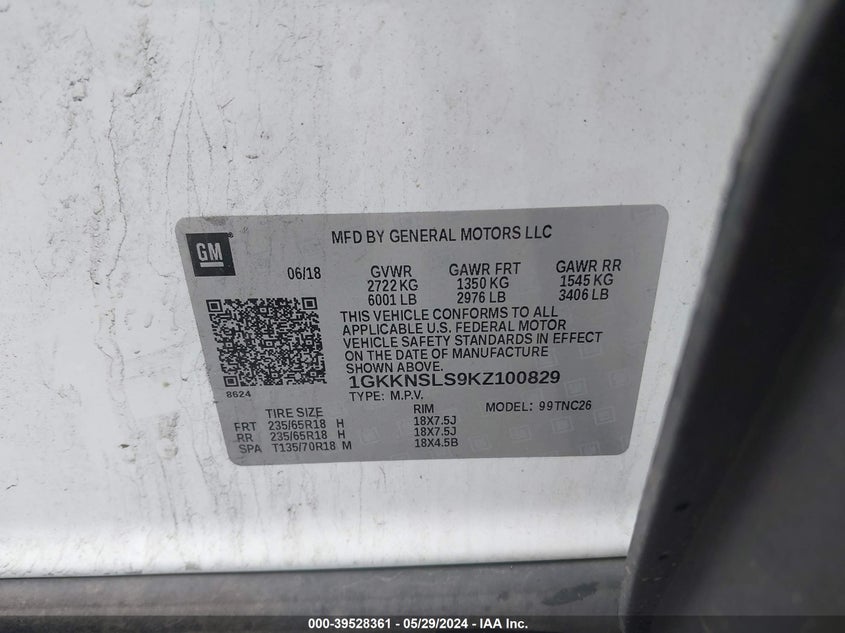 GM
MFD BY GENERAL MOTORS LLC
06/18
GVWR GAWR FRT GAWR RR
2722 KG 1350 KG 1545 KG
6001 LB 2976 LB 3406 LB
THIS VEHICLE CONFORMS TO ALL
APPLICABLE U.S. FEDERAL MOTOR
VEHICLE SAFETY STANDARDS IN EFFECT
ON THE DATE OF MANUFACTURE
SHOWN ABOVE.
8624
1GKKNSLS9KZ100829
TYPE: M.P.V. MODEL: 99TNC26
TIRE SIZE RIM
FRT 235/65R18 H 18X7.5J
RR 235/65R18 H 18X7.5J
SPA T135/70R18 M 18X4.5B
000-39528361 - 05/29/2024 - IAA Inc.